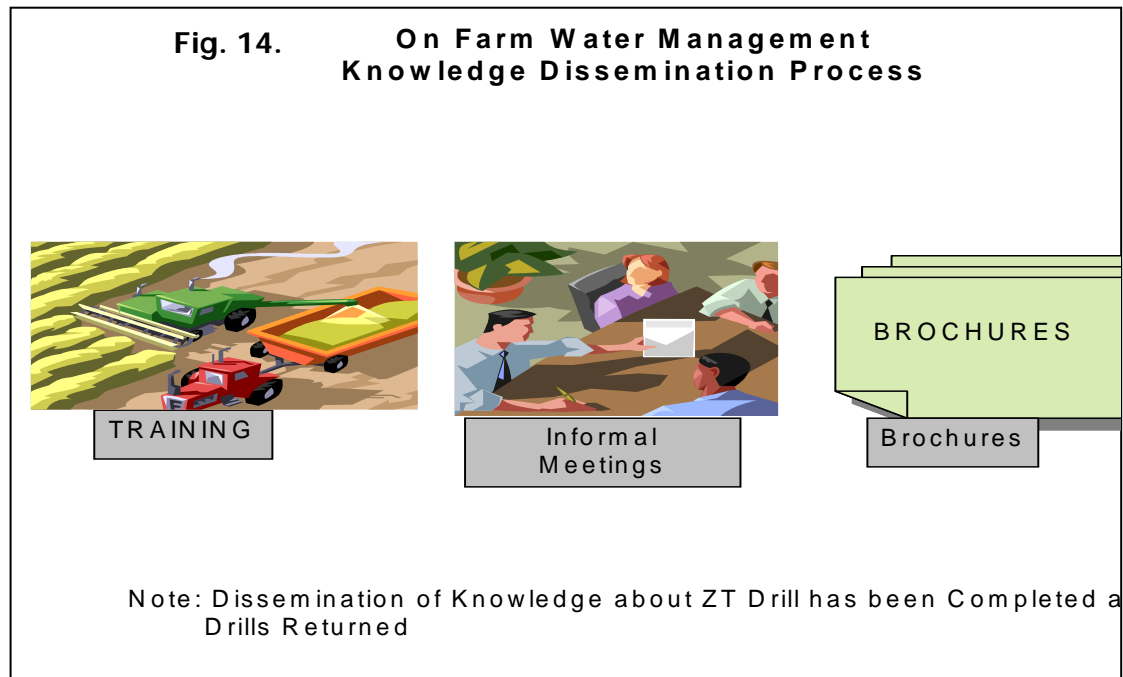 Fig. 14. On Farm Water Management
Knowledge Dissemination Process
BROCHURES
TRAINING
Informal
Meetings
Brochures
Note: Dissemination of Knowledge about ZT Drill has been Completed a
Drills Returned